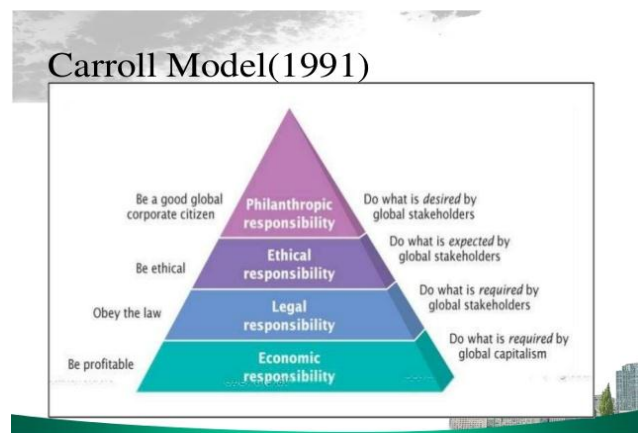 Carroll Model(1991)
Be a good global
corporate citizen
Philanthropic
responsibility
Do what is desired by
global stakeholders
Be ethical
Ethical
responsibility
Do what is expected by
global stakeholders
Obey the law
Legal
responsibility
Do what is required by
global stakeholders
Be profitable
Economic
responsibility
Do what is required by
global capitalism